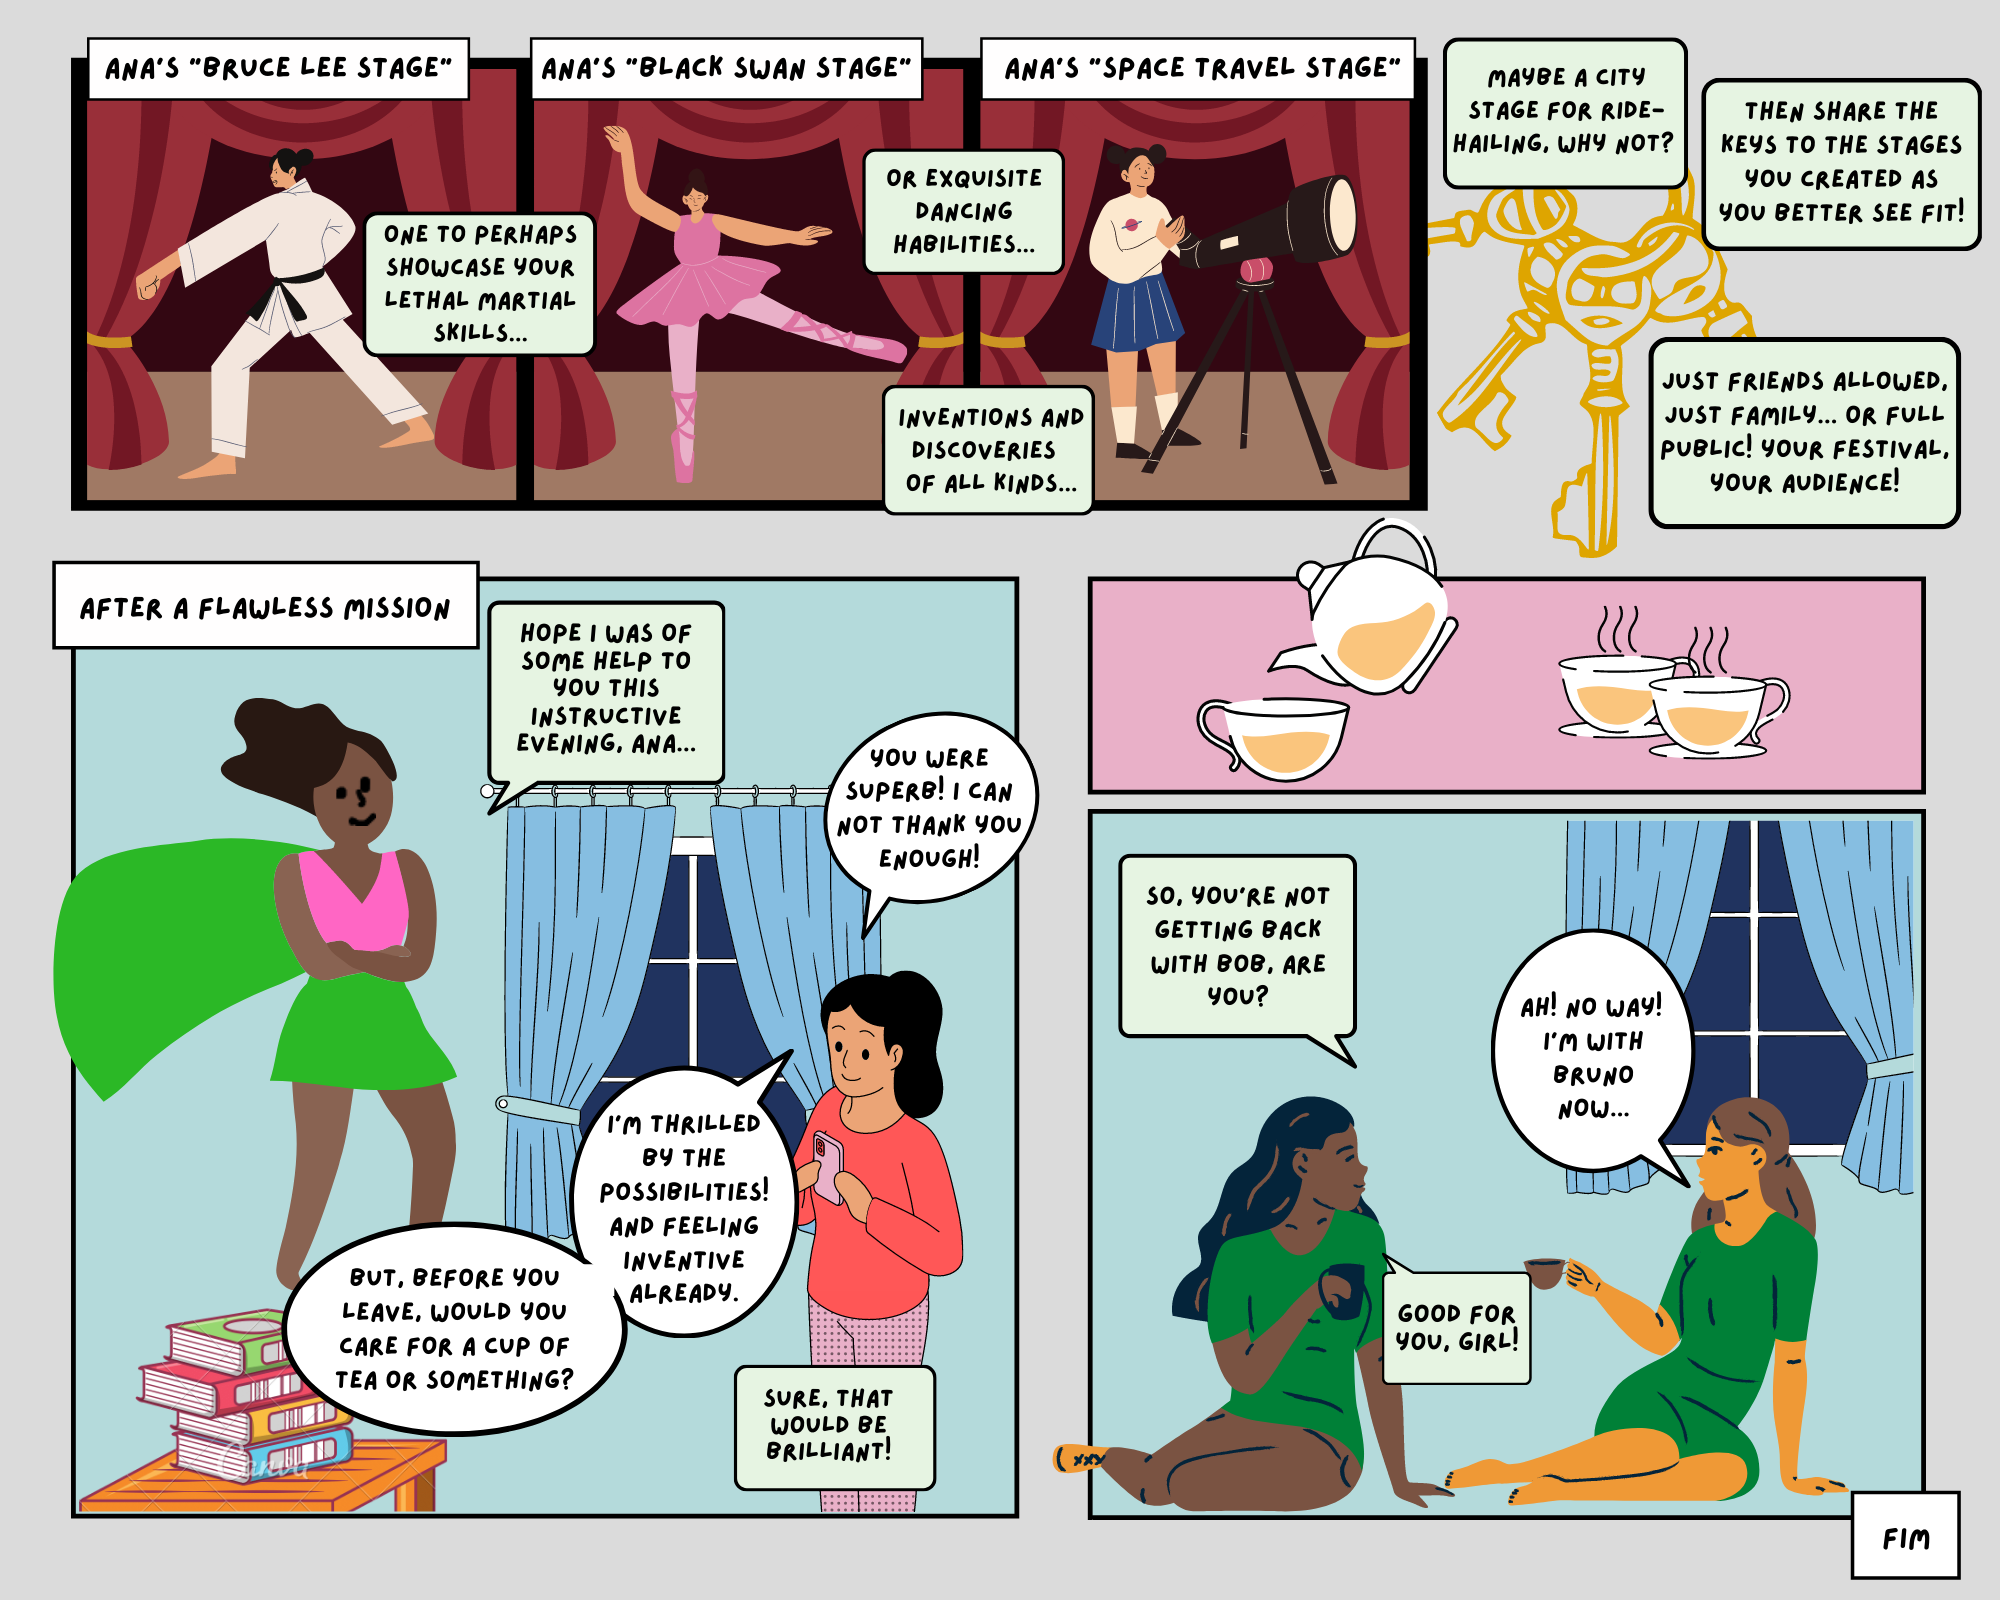 ANA'S "BRUCE LEE STAGE"
ONE TO PERHAPS
SHOWCASE YOUR
LETHAL MARTIAL
SKILLS...
ANA'S "BLACK SWAN STAGE"
OR EXQUISITE
DANCING
HABILITIES...
ANA'S "SPACE TRAVEL STAGE"
INVENTIONS AND
DISCOVERIES
OF ALL KINDS...
MAYBE A CITY
STAGE FOR RIDE-
HAILING, WHY NOT?
THEN SHARE THE
KEYS TO THE STAGES
YOU CREATED AS
YOU BETTER SEE FIT!
JUST FRIENDS ALLOWED,
JUST FAMILY... OR FULL
PUBLIC! YOUR FESTIVAL,
YOUR AUDIENCE!
AFTER A FLAWLESS MISSION
HOPE I WAS OF
SOME HELP TO
YOU THIS
INSTRUCTIVE
EVENING, ANA...
YOU WERE
SUPERB! I CAN
NOT THANK YOU
ENOUGH!
I'M THRILLED
BY THE
POSSIBILITIES!
AND FEELING
INVENTIVE
ALREADY.
BUT, BEFORE YOU
LEAVE, WOULD YOU
CARE FOR A CUP OF
TEA OR SOMETHING?
SURE, THAT
WOULD BE
BRILLIANT!
Canva
SO, YOU'RE NOT
GETTING BACK
WITH BOB, ARE
YOU?
AH! NO WAY!
I'M WITH
BRUNO
NOW...
GOOD FOR
YOU, GIRL!
FIM